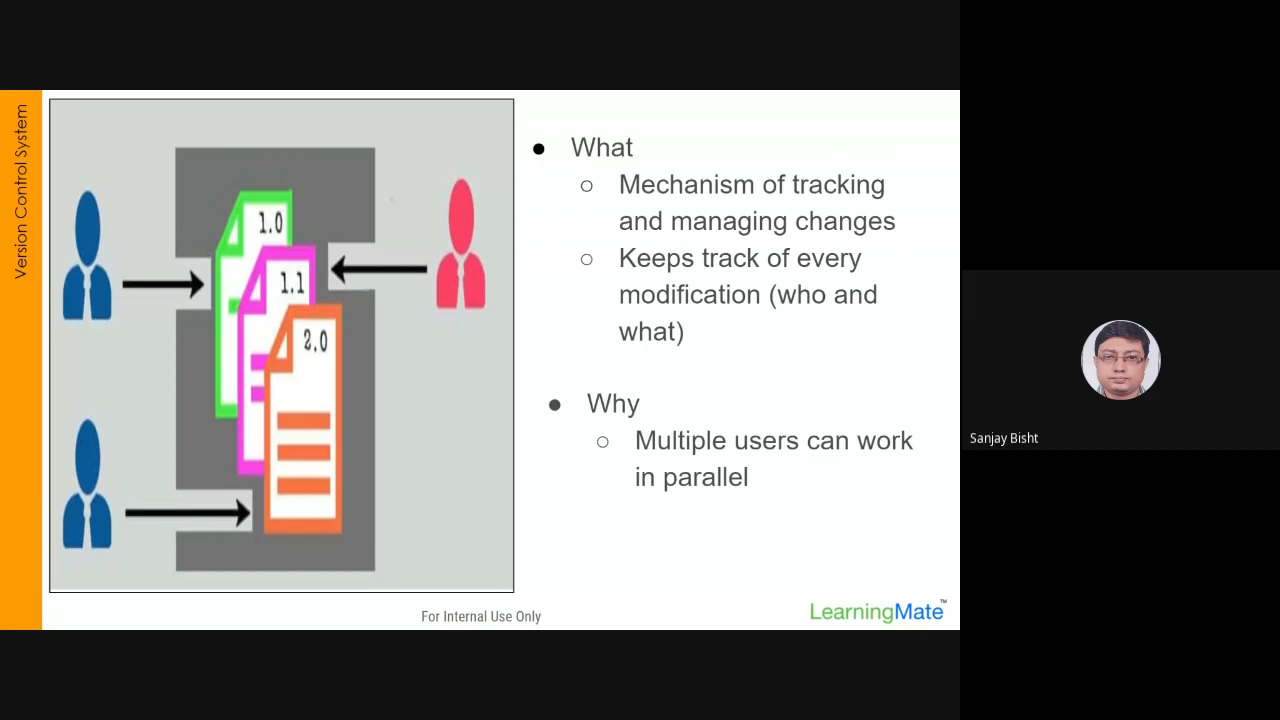 Version Control System
1.0
1.1
2.0
What
Mechanism of tracking
and managing changes
Keeps track of every
modification (who and
what)
Why
Multiple users can work
in parallel
For Internal Use Only
LearningMate™
Sanjay Bisht